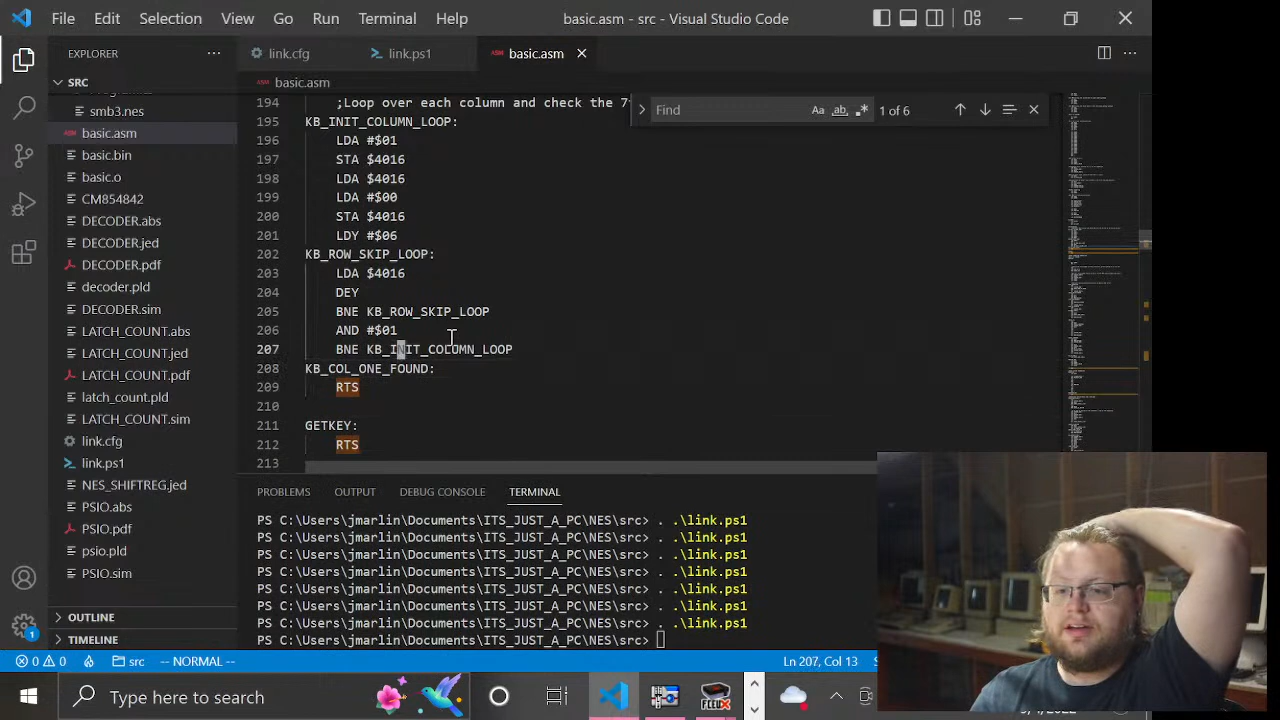 File Edit Selection View Go Run Terminal Help
basic.asm - src - Visual Studio Code
EXPLORER
link.cfg
link.ps1
ASM basic.asm
SRC
ASM basic.asm
smb3.nes
ASM basic.asm
basic.bin
basic.o
CM104842
DECODER.abs
DECODER.jed
DECODER.pdf
decoder.pld
DECODER.sim
LATCH_COUNT.abs
LATCH_COUNT.jed
LATCH_COUNT.pdf
latch_count.pld
LATCH_COUNT.sim
link.cfg
link.ps1
NES_SHIFTREG.jed
PSIO.abs
PSIO.pdf
psio.pld
PSIO.sim
OUTLINE
TIMELINE
Find
Aa ab .*
1 of 6
194 ;Loop for each column and check the
195 KB_INIT_COLUMN_LOOP:
196 LDA #$01
197 STA $4016
198 LDA $4016
199 LDA #$00
200 STA $4016
201 LDY #$06
202 KB_ROW_SKIP_LOOP:
203 LDA $4016
204 DEY
205 BNE KB_ROW_SKIP_LOOP
206 AND #$01
207 BNE KB_INIT_COLUMN_LOOP
208 KB_COL_ONE_FOUND:
209 RTS
210
211 GETKEY:
212 RTS
213
PROBLEMS OUTPUT DEBUG CONSOLE TERMINAL
PS C:\Users\jmarlin\Documents\ITS_JUST_A_PC\NES\src> . .\link.ps1
PS C:\Users\jmarlin\Documents\ITS_JUST_A_PC\NES\src> . .\link.ps1
PS C:\Users\jmarlin\Documents\ITS_JUST_A_PC\NES\src> . .\link.ps1
PS C:\Users\jmarlin\Documents\ITS_JUST_A_PC\NES\src> . .\link.ps1
PS C:\Users\jmarlin\Documents\ITS_JUST_A_PC\NES\src> . .\link.ps1
PS C:\Users\jmarlin\Documents\ITS_JUST_A_PC\NES\src> . .\link.ps1
PS C:\Users\jmarlin\Documents\ITS_JUST_A_PC\NES\src> . .\link.ps1
PS C:\Users\jmarlin\Documents\ITS_JUST_A_PC\NES\src>
0 0 src -- NORMAL --
Ln 207, Col 13
Type here to search